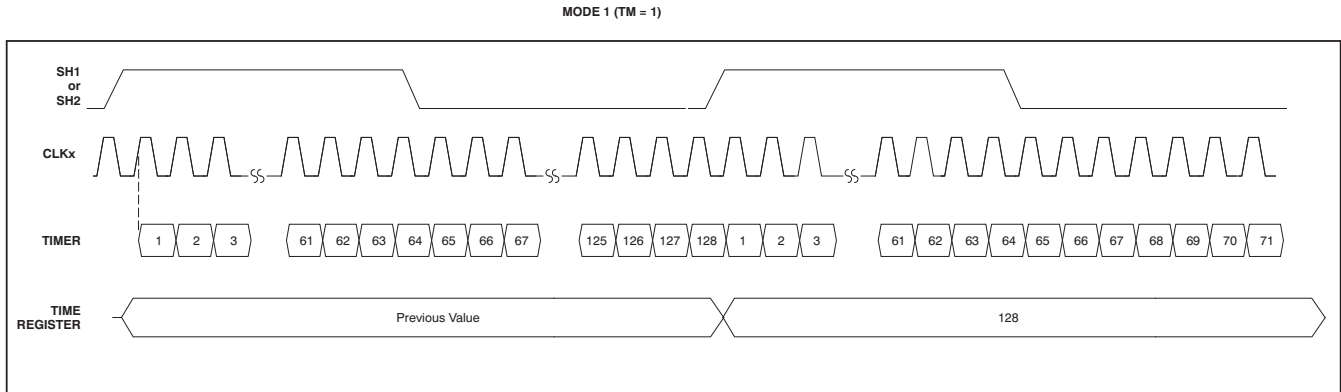 MODE 1 (TM = 1)
SH1
or
SH2
CLKx
TIMER
1 2 3 61 62 63 64 65 66 67 125 126 127 128 1 2 3 61 62 63 64 65 66 67 68 69 70 71
TIME
REGISTER
Previous Value
128